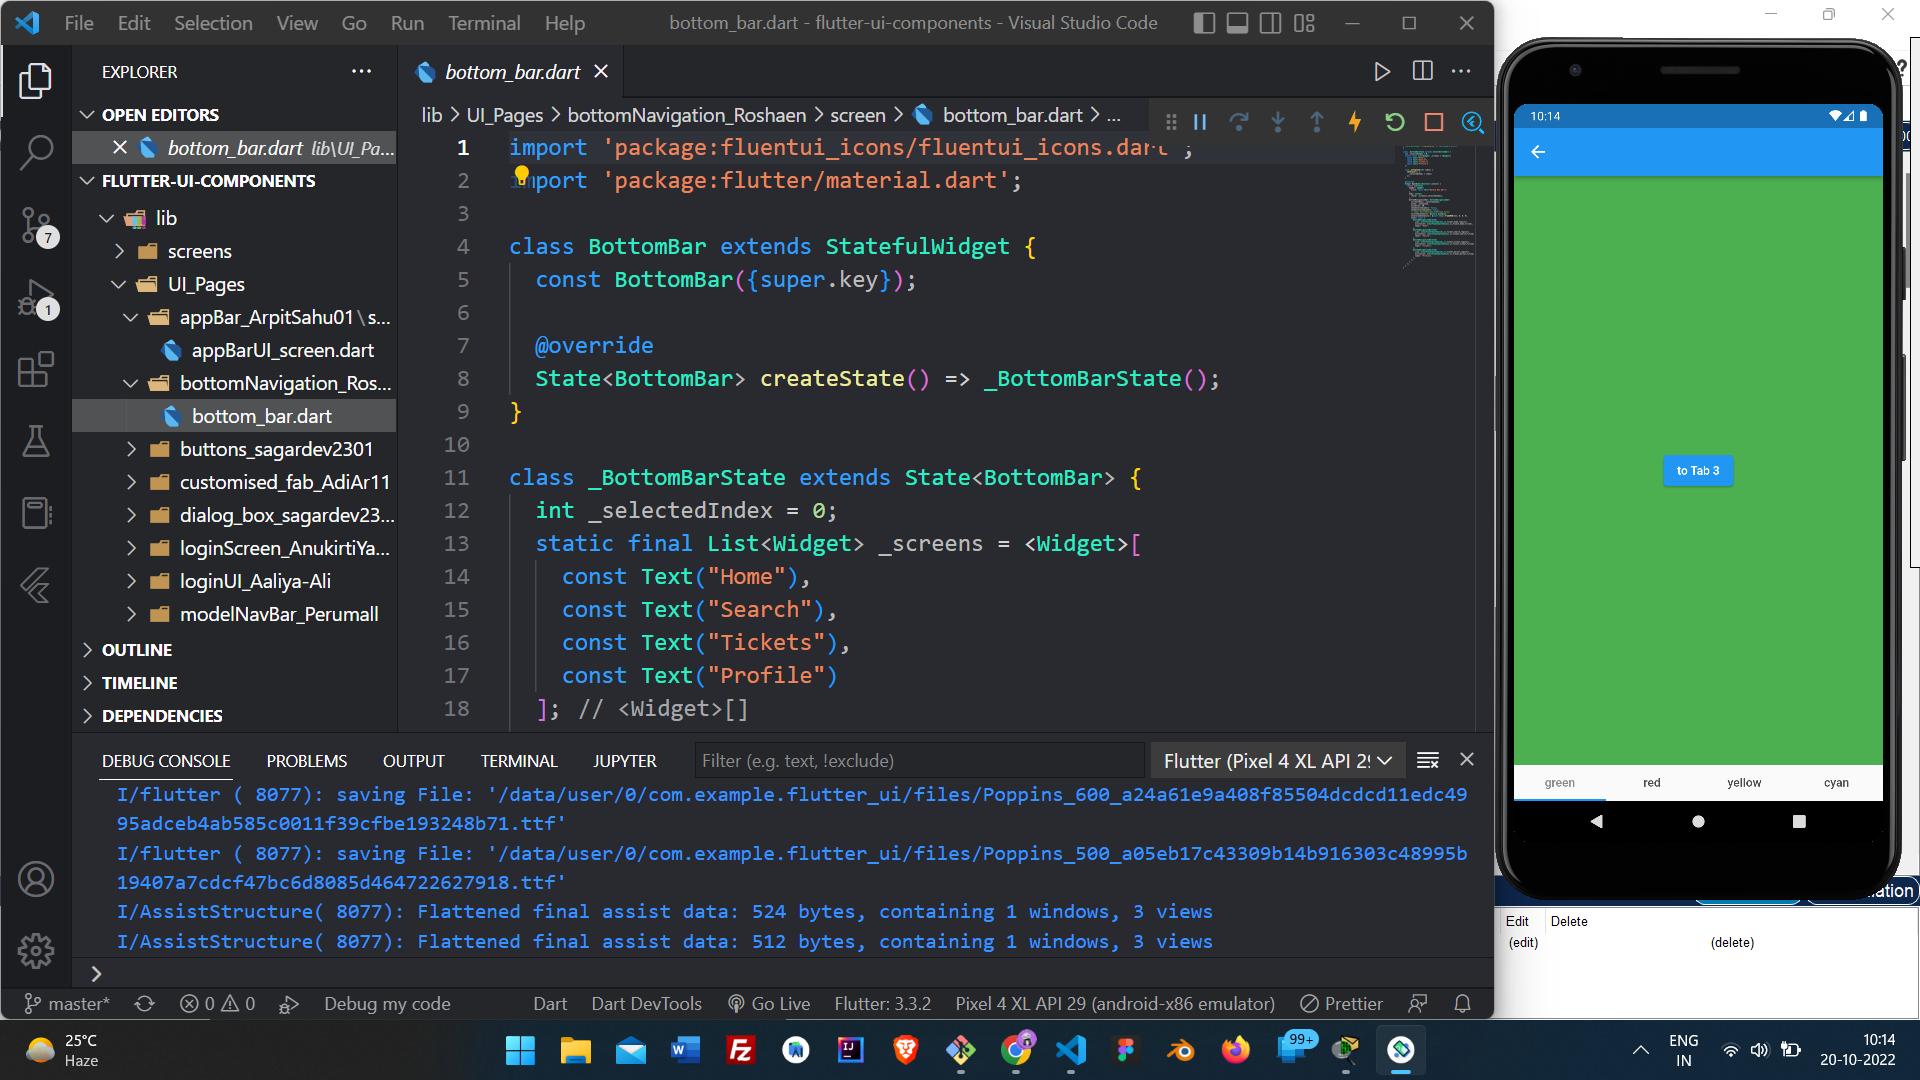 File Edit Selection View Go Run Terminal Help
bottom_bar.dart - flutter-ui-components - Visual Studio Code
EXPLORER
OPEN EDITORS
bottom_bar.dart lib\UI_Pa...
FLUTTER-UI-COMPONENTS
lib
screens
UI_Pages
appBar_ArpitSahu01\s...
appBarUI_screen.dart
bottomNavigation_Ros...
bottom_bar.dart
buttons_sagardev2301
customised_fab_AdiAr11
dialog_box_sagardev23...
loginScreen_AnukirtiYa...
loginUI_Aaliya-Ali
modelNavBar_Perumall
OUTLINE
TIMELINE
DEPENDENCIES
7
1
bottom_bar.dart
lib > UI_Pages > bottomNavigation_Roshaen > screen > bottom_bar.dart > ...
1 import 'package:fluentui_icons/fluentui_icons.dart';
2 import 'package:flutter/material.dart';
3
4 class BottomBar extends StatefulWidget {
5 const BottomBar({super.key});
6
7 @override
8 State<BottomBar> createState() => _BottomBarState();
9 }
10
11 class _BottomBarState extends State<BottomBar> {
12 int _selectedIndex = 0;
13 static final List<Widget> _screens = <Widget>[
14 const Text("Home"),
15 const Text("Search"),
16 const Text("Tickets"),
17 const Text("Profile")
18 ]; // <Widget>[]
DEBUG CONSOLE PROBLEMS OUTPUT TERMINAL JUPYTER
Filter (e.g. text, !exclude)
Flutter (Pixel 4 XL API 29
I/flutter ( 8077): saving File: '/data/user/0/com.example.flutter_ui/files/Poppins_600_a24a61e9a408f85504dcdcd11edc49
95adceb4ab585c0011f39cfbe193248b71.ttf'
I/flutter ( 8077): saving File: '/data/user/0/com.example.flutter_ui/files/Poppins_500_a05eb17c43309b14b916303c48995b
19407a7cdcf47bc6d8085d464722627918.ttf'
I/AssistStructure( 8077): Flattened final assist data: 524 bytes, containing 1 windows, 3 views
I/AssistStructure( 8077): Flattened final assist data: 512 bytes, containing 1 windows, 3 views
master* 0 0 Debug my code Dart Dart DevTools Go Live Flutter: 3.3.2 Pixel 4 XL API 29 (android-x86 emulator) Prettier
10:14
to Tab 3
green red yellow cyan
Edit Delete
(edit) (delete)
25°C
Haze
99+
ENG
IN
10:14
20-10-2022